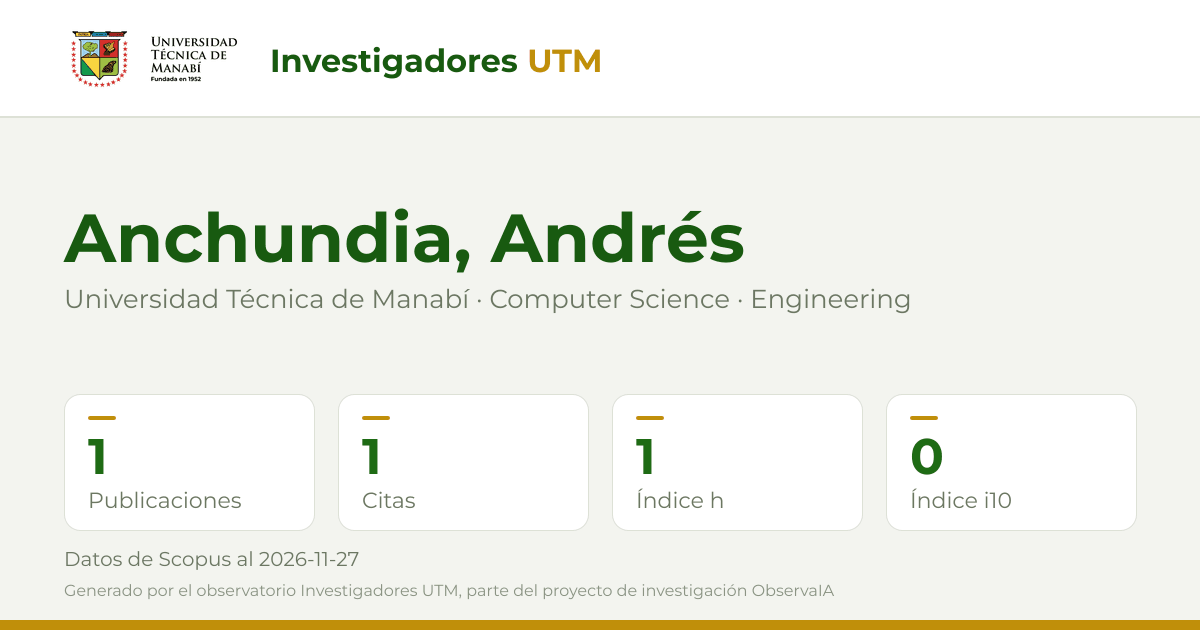 UNIVERSIDAD
TÉCNICA DE
MANABÍ
Fundada en 1952
Investigadores UTM
Anchundia, Andrés
Universidad Técnica de Manabí · Computer Science · Engineering
1
Publicaciones
1
Citas
1
Índice h
0
Índice i10
Datos de Scopus al 2026-11-27
Generado por el observatorio Investigadores UTM, parte del proyecto de investigación ObservaIA